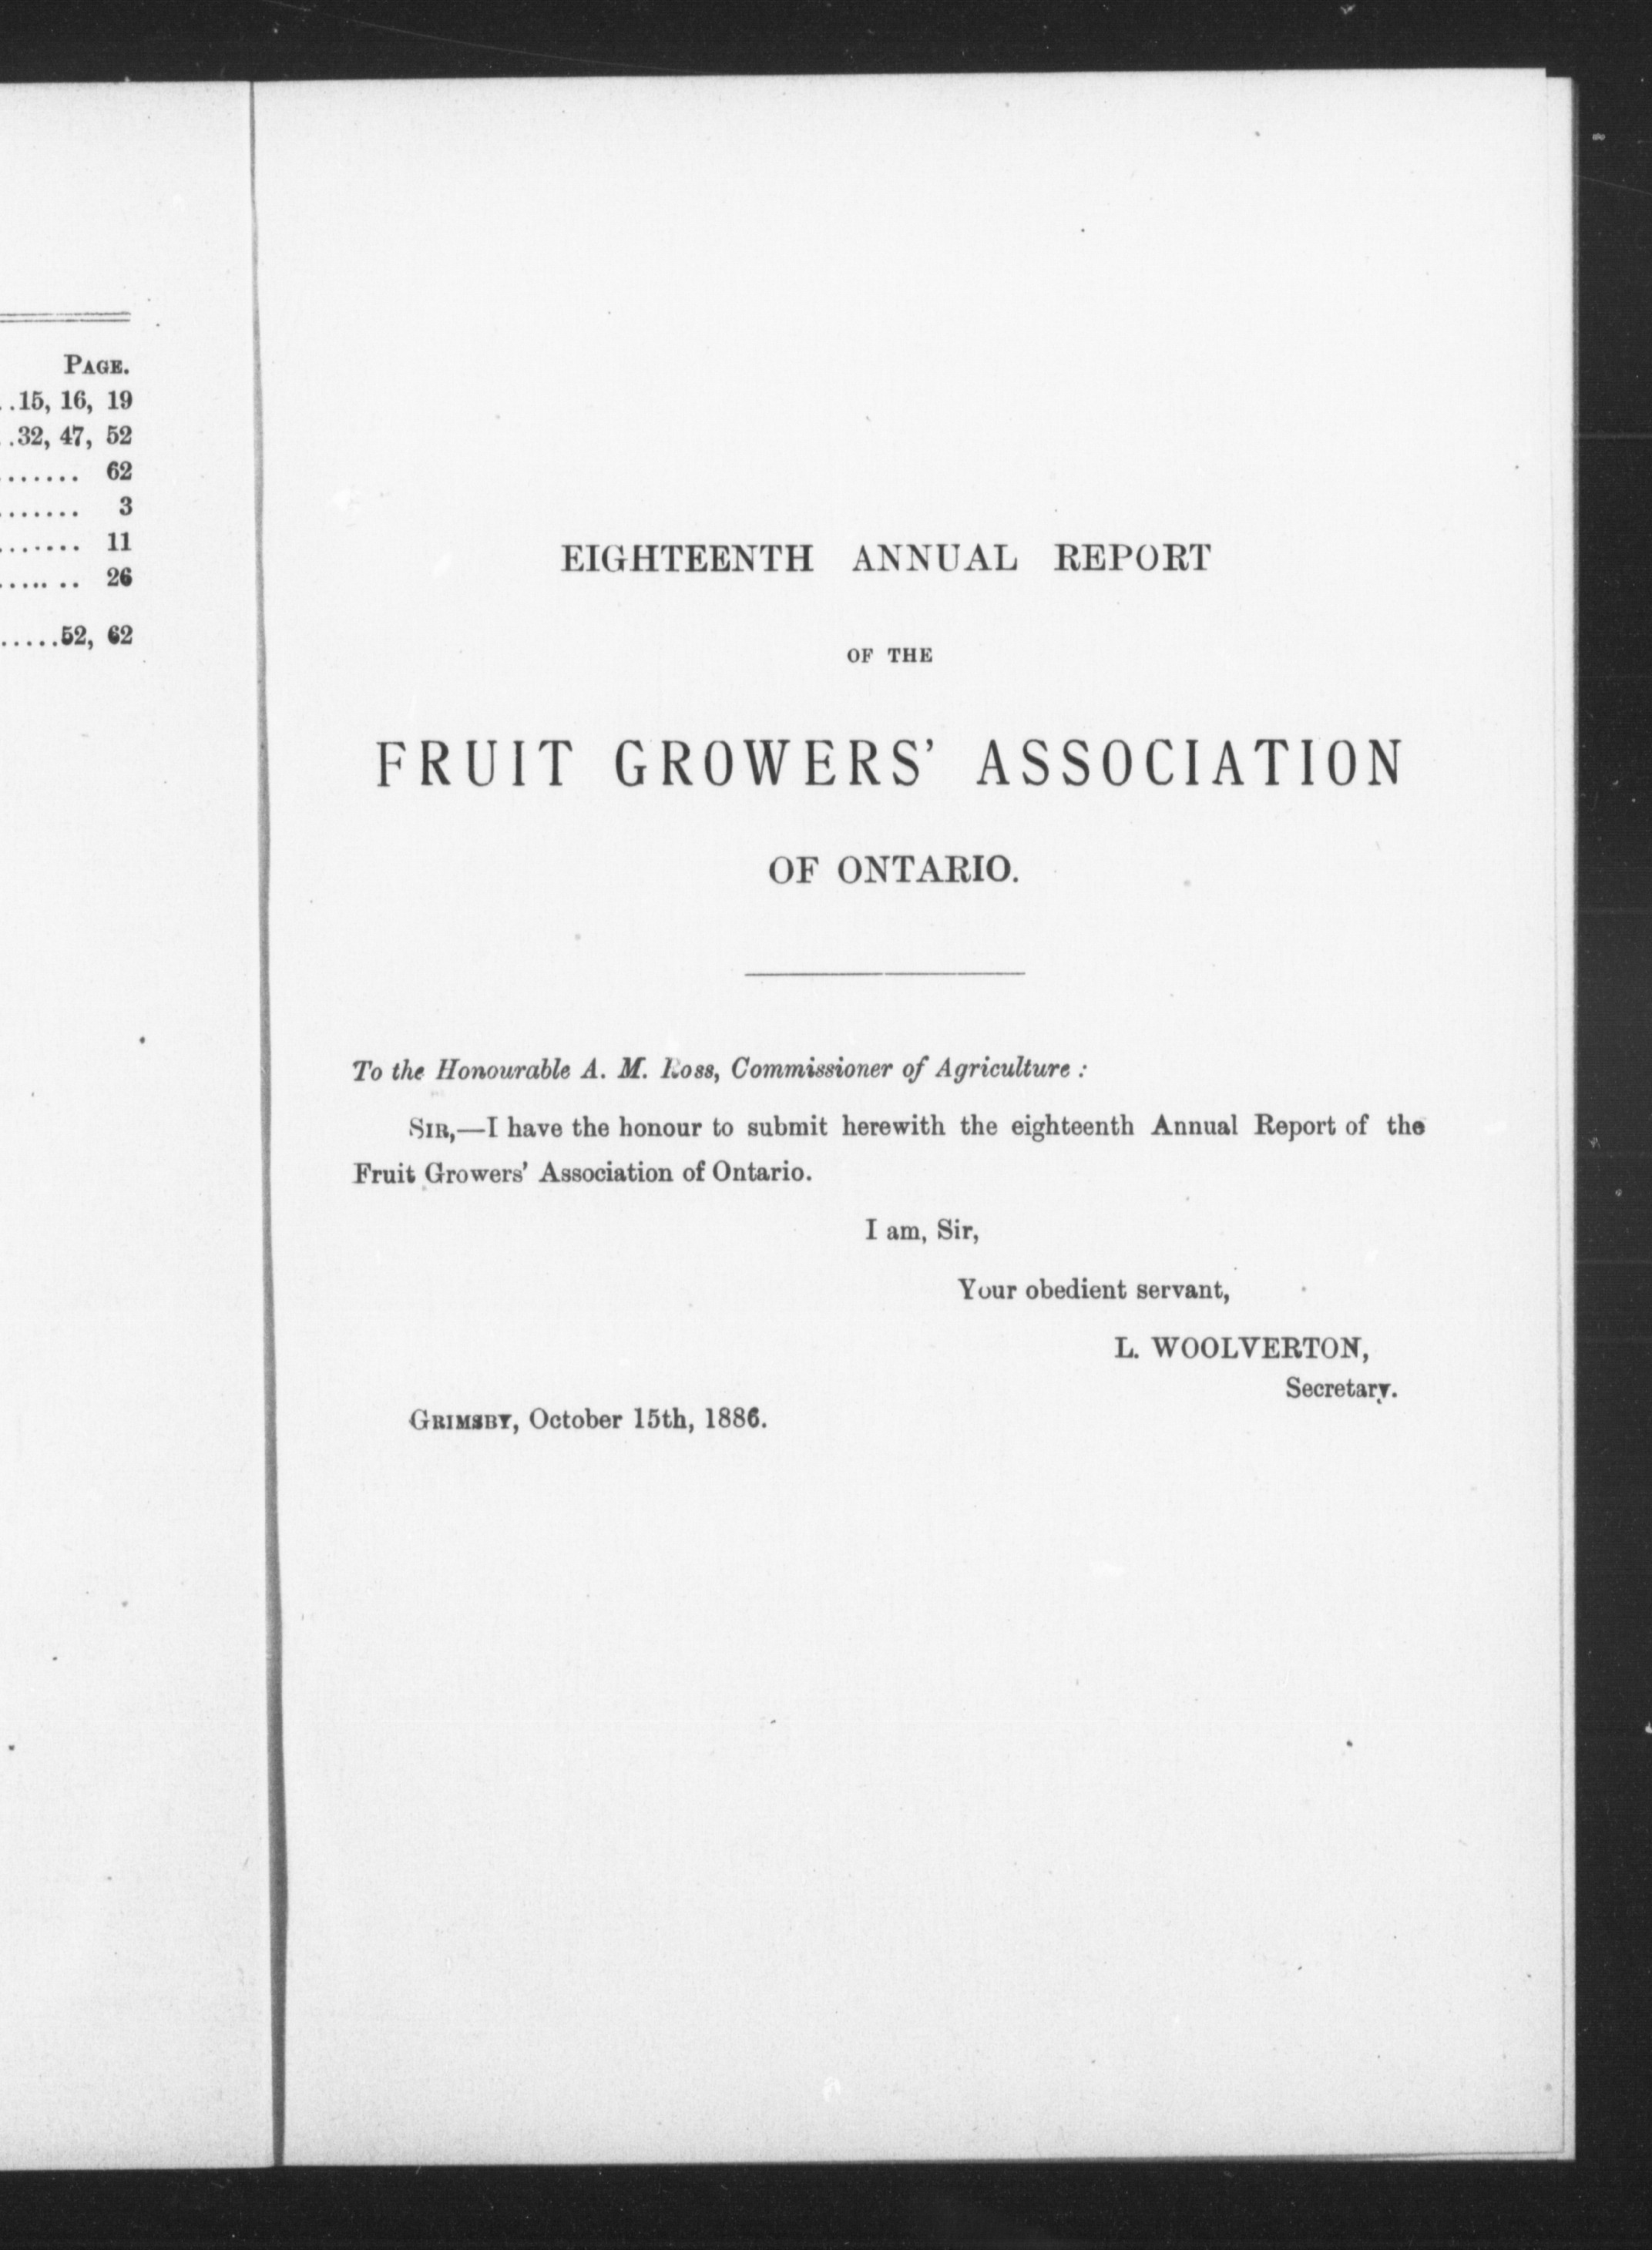 PAGE.
..15, 16, 19
..32, 47, 52
....... 62
....... 3
....... 11
....... 26
......52, 62
EIGHTEENTH ANNUAL REPORT
OF THE
FRUIT GROWERS' ASSOCIATION
OF ONTARIO.
To the Honourable A. M. Ross, Commissioner of Agriculture :
SIR,—I have the honour to submit herewith the eighteenth Annual Report of the
Fruit Growers' Association of Ontario.
I am, Sir,
Your obedient servant,
L. WOOLVERTON,
Secretary.
GRIMSBY, October 15th, 1886.